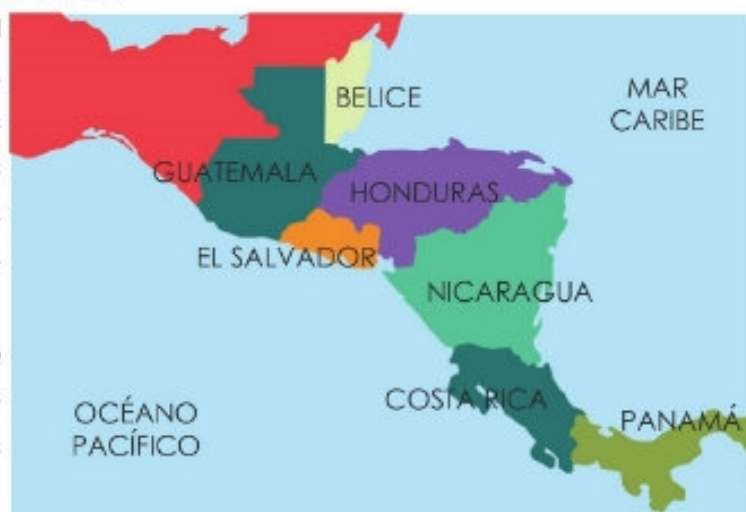 BELICE
MAR
CARIBE
GUATEMALA
HONDURAS
EL SALVADOR
NICARAGUA
COSTA RICA
OCÉANO
PACÍFICO
PANAMÁ